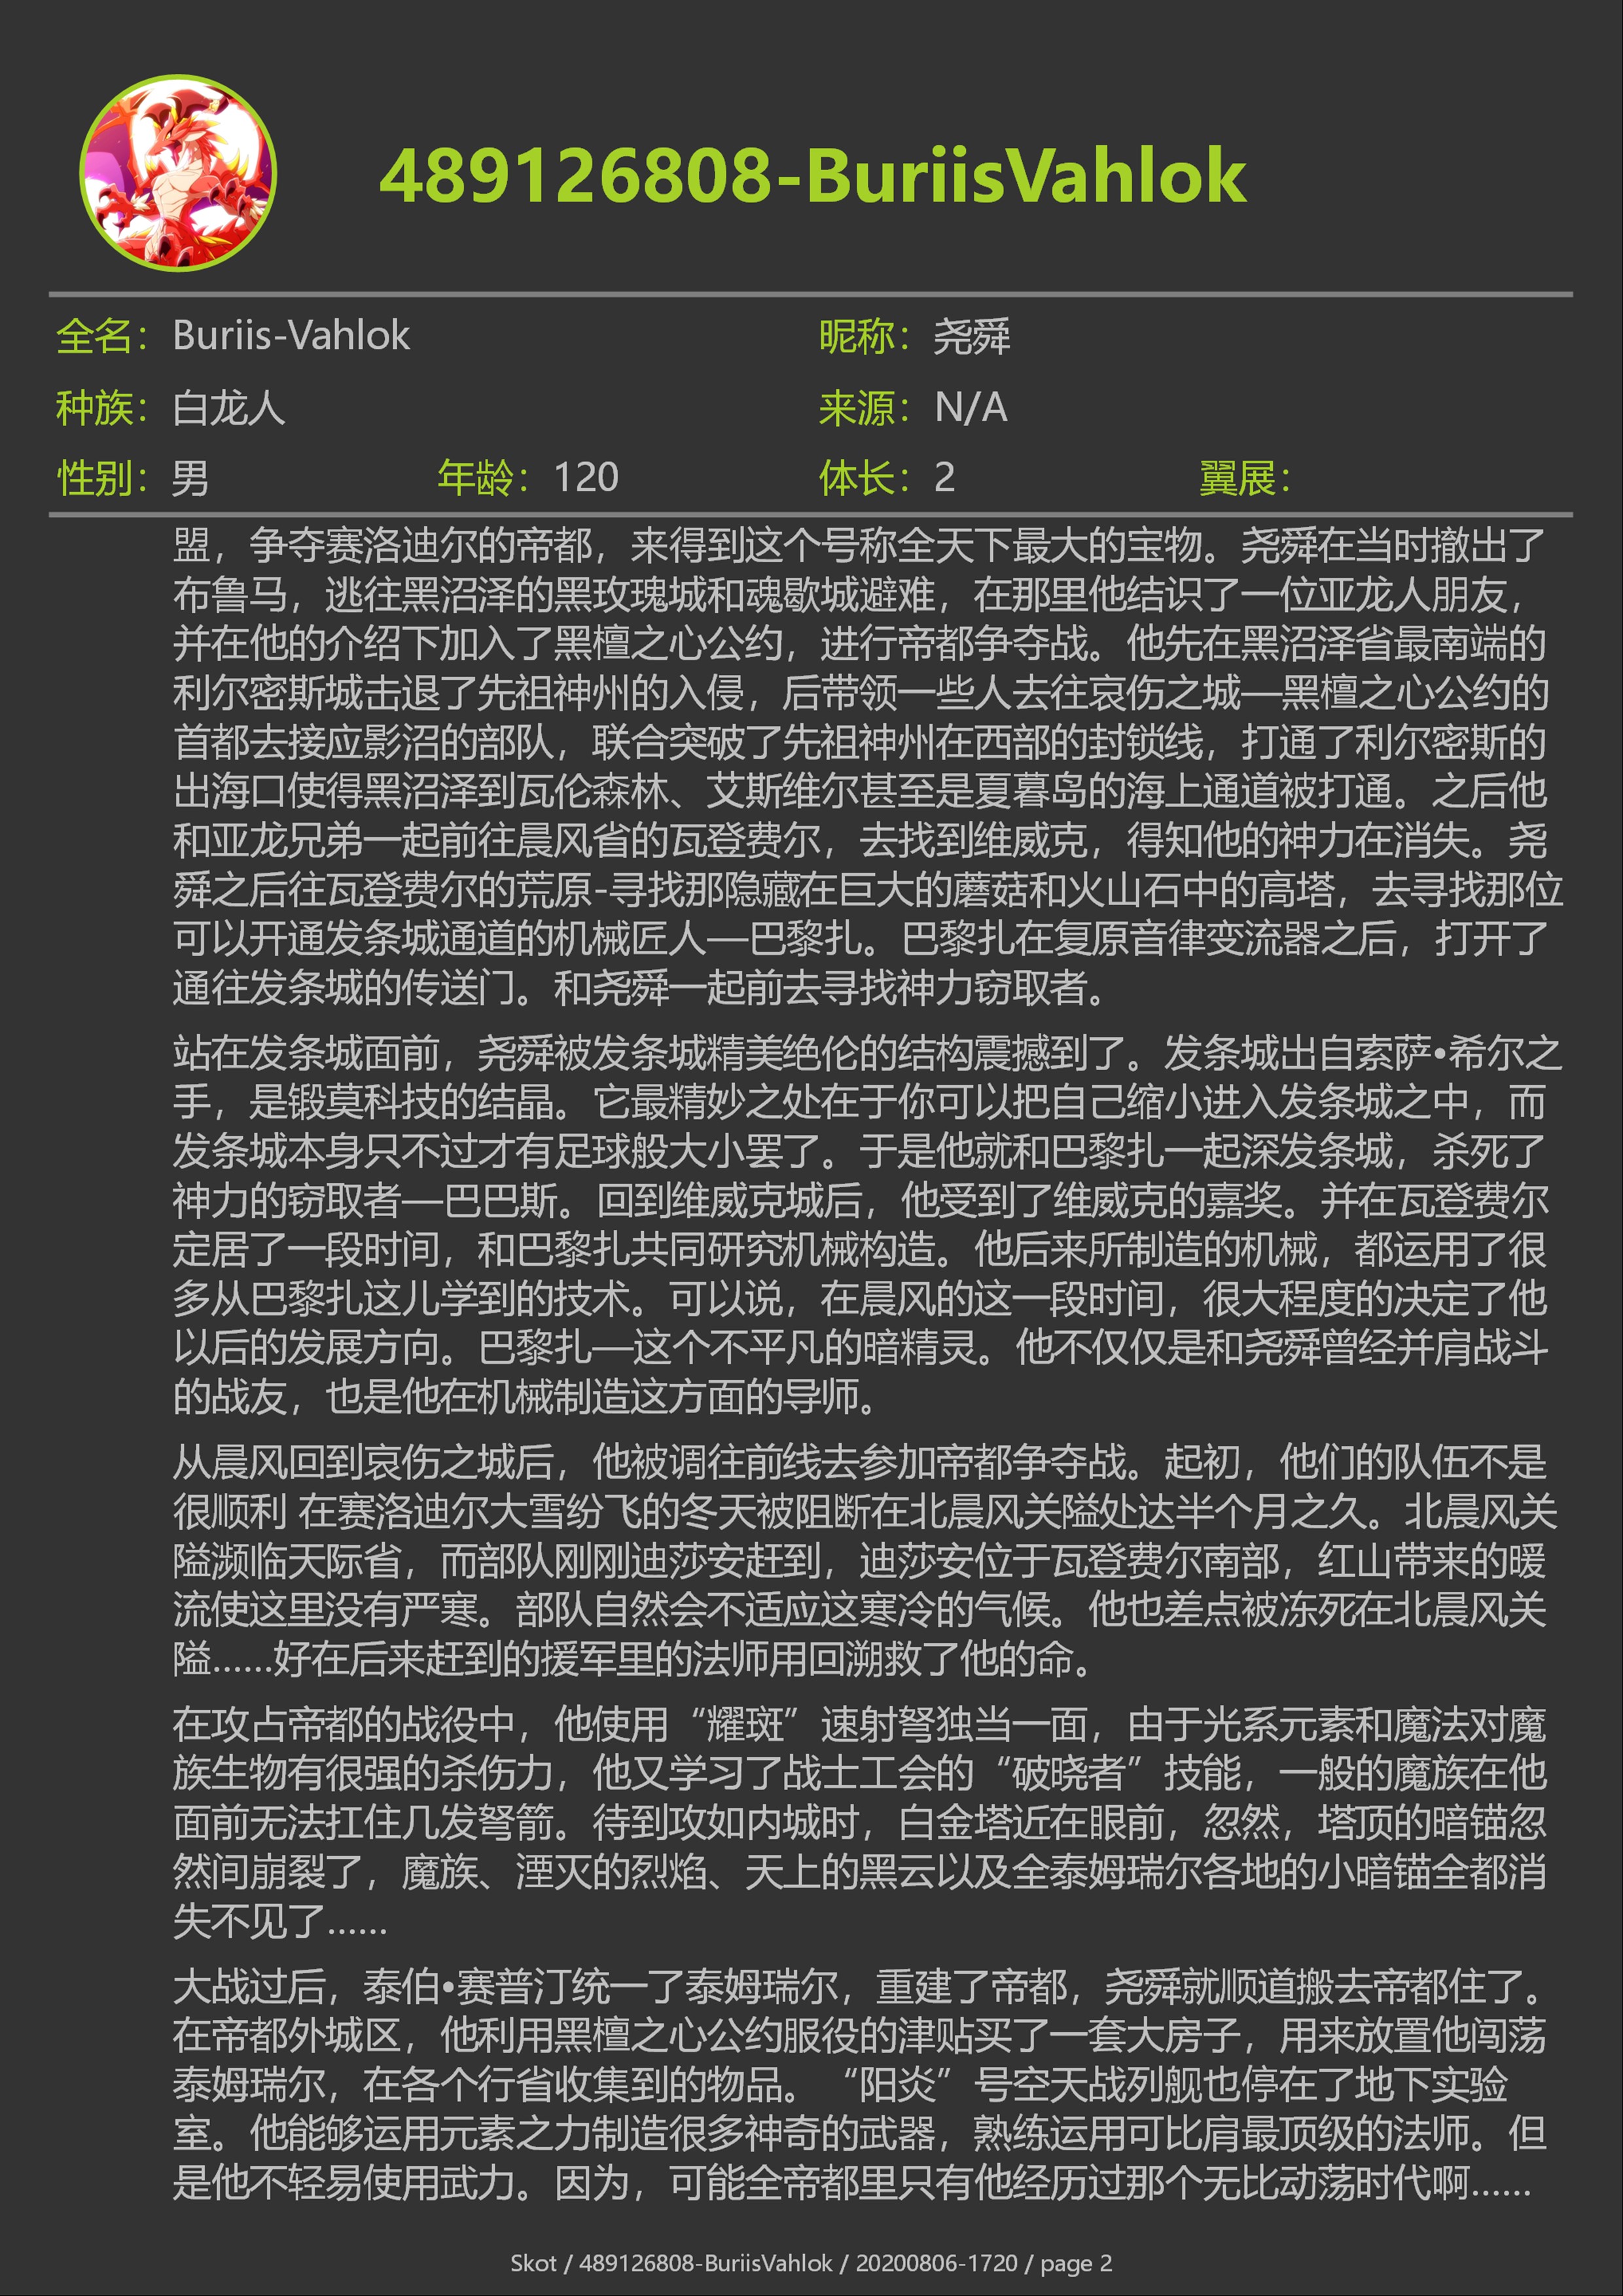 489126808-BuriisVahlok
全名：Buriis-Vahlok
昵称：尧舜
种族：白龙人
来源：N/A
性别：男
年龄：120
体长：2
翼展：
盟，争夺赛洛迪尔的帝都，来得到这个号称全天下最大的宝物。尧舜在当时撤出了
布鲁马，逃往黑沼泽的黑玫瑰城和魂歇城避难，在那里他结识了一位亚龙人朋友，
并在他的介绍下加入了黑檀之心公约，进行帝都争夺战。他先在黑沼泽省最南端的
利尔密斯城击退了先祖神州的入侵，后带领一些人去往哀伤之城—黑檀之心公约的
首都去接应影沼的部队，联合突破了先祖神州在西部的封锁线，打通了利尔密斯的
出海口使得黑沼泽到瓦伦森林、艾斯维尔甚至是夏暮岛的海上通道被打通。之后他
和亚龙兄弟一起前往晨风省的瓦登费尔，去找到维威克，得知他的神力在消失。尧
舜之后往瓦登费尔的荒原-寻找那隐藏在巨大的蘑菇和火山石中的高塔，去寻找那位
可以开通发条城通道的机械匠人—巴黎扎。巴黎扎在复原音律变流器之后，打开了
通往发条城的传送门。和尧舜一起前去寻找神力窃取者。
站在发条城面前，尧舜被发条城精美绝伦的结构震撼到了。发条城出自索萨•希尔之
手，是锻莫科技的结晶。它最精妙之处在于你可以把自己缩小进入发条城之中，而
发条城本身只不过才有足球般大小罢了。于是他就和巴黎扎一起深发条城，杀死了
神力的窃取者—巴巴斯。回到维威克城后，他受到了维威克的嘉奖。并在瓦登费尔
定居了一段时间，和巴黎扎共同研究机械构造。他后来所制造的机械，都运用了很
多从巴黎扎这儿学到的技术。可以说，在晨风的这一段时间，很大程度的决定了他
以后的发展方向。巴黎扎—这个不平凡的暗精灵。他不仅仅是和尧舜曾经并肩战斗
的战友，也是他在机械制造这方面的导师。
从晨风回到哀伤之城后，他被调往前线去参加帝都争夺战。起初，他们的队伍不是
很顺利 在赛洛迪尔大雪纷飞的冬天被阻断在北晨风关隘处达半个月之久。北晨风关
隘濒临天际省，而部队刚刚迪莎安赶到，迪莎安位于瓦登费尔南部，红山带来的暖
流使这里没有严寒。部队自然会不适应这寒冷的气候。他也差点被冻死在北晨风关
隘……好在后来赶到的援军里的法师用回溯救了他的命。
在攻占帝都的战役中，他使用“耀斑”速射弩独当一面，由于光系元素和魔法对魔
族生物有很强的杀伤力，他又学习了战士工会的“破晓者”技能，一般的魔族在他
面前无法扛住几发弩箭。待到攻如内城时，白金塔近在眼前，忽然，塔顶的暗锚忽
然间崩裂了，魔族、湮灭的烈焰、天上的黑云以及全泰姆瑞尔各地的小暗锚全都消
失不见了……
大战过后，泰伯•赛普汀统一了泰姆瑞尔，重建了帝都，尧舜就顺道搬去帝都住了。
在帝都外城区，他利用黑檀之心公约服役的津贴买了一套大房子，用来放置他闯荡
泰姆瑞尔，在各个行省收集到的物品。“阳炎”号空天战列舰也停在了地下实验
室。他能够运用元素之力制造很多神奇的武器，熟练运用可比肩最顶级的法师。但
是他不轻易使用武力。因为，可能全帝都里只有他经历过那个无比动荡时代啊……
Skot / 489126808-BuriisVahlok / 20200806-1720 / page 2